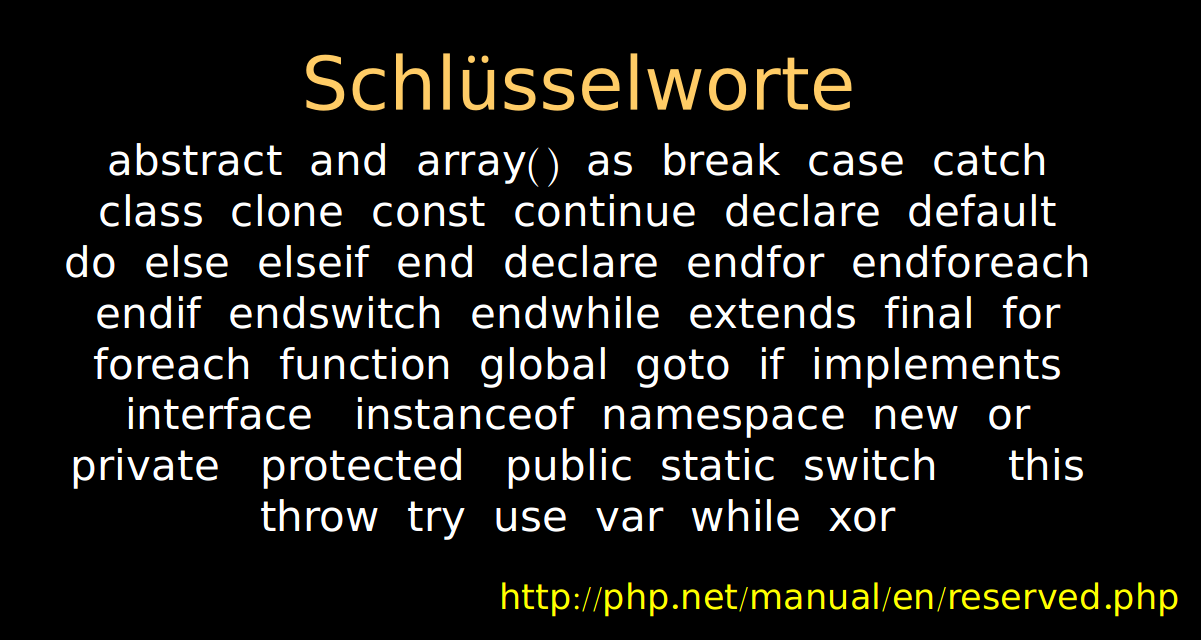 Schlüsselworte
abstract and array() as break case catch
class clone const continue declare default
do else elseif end declare endfor endforeach
endif endswitch endwhile extends final for
foreach function global goto if implements
interface instanceof namespace new or
private protected public static switch this
throw try use var while xor
http://php.net/manual/en/reserved.php